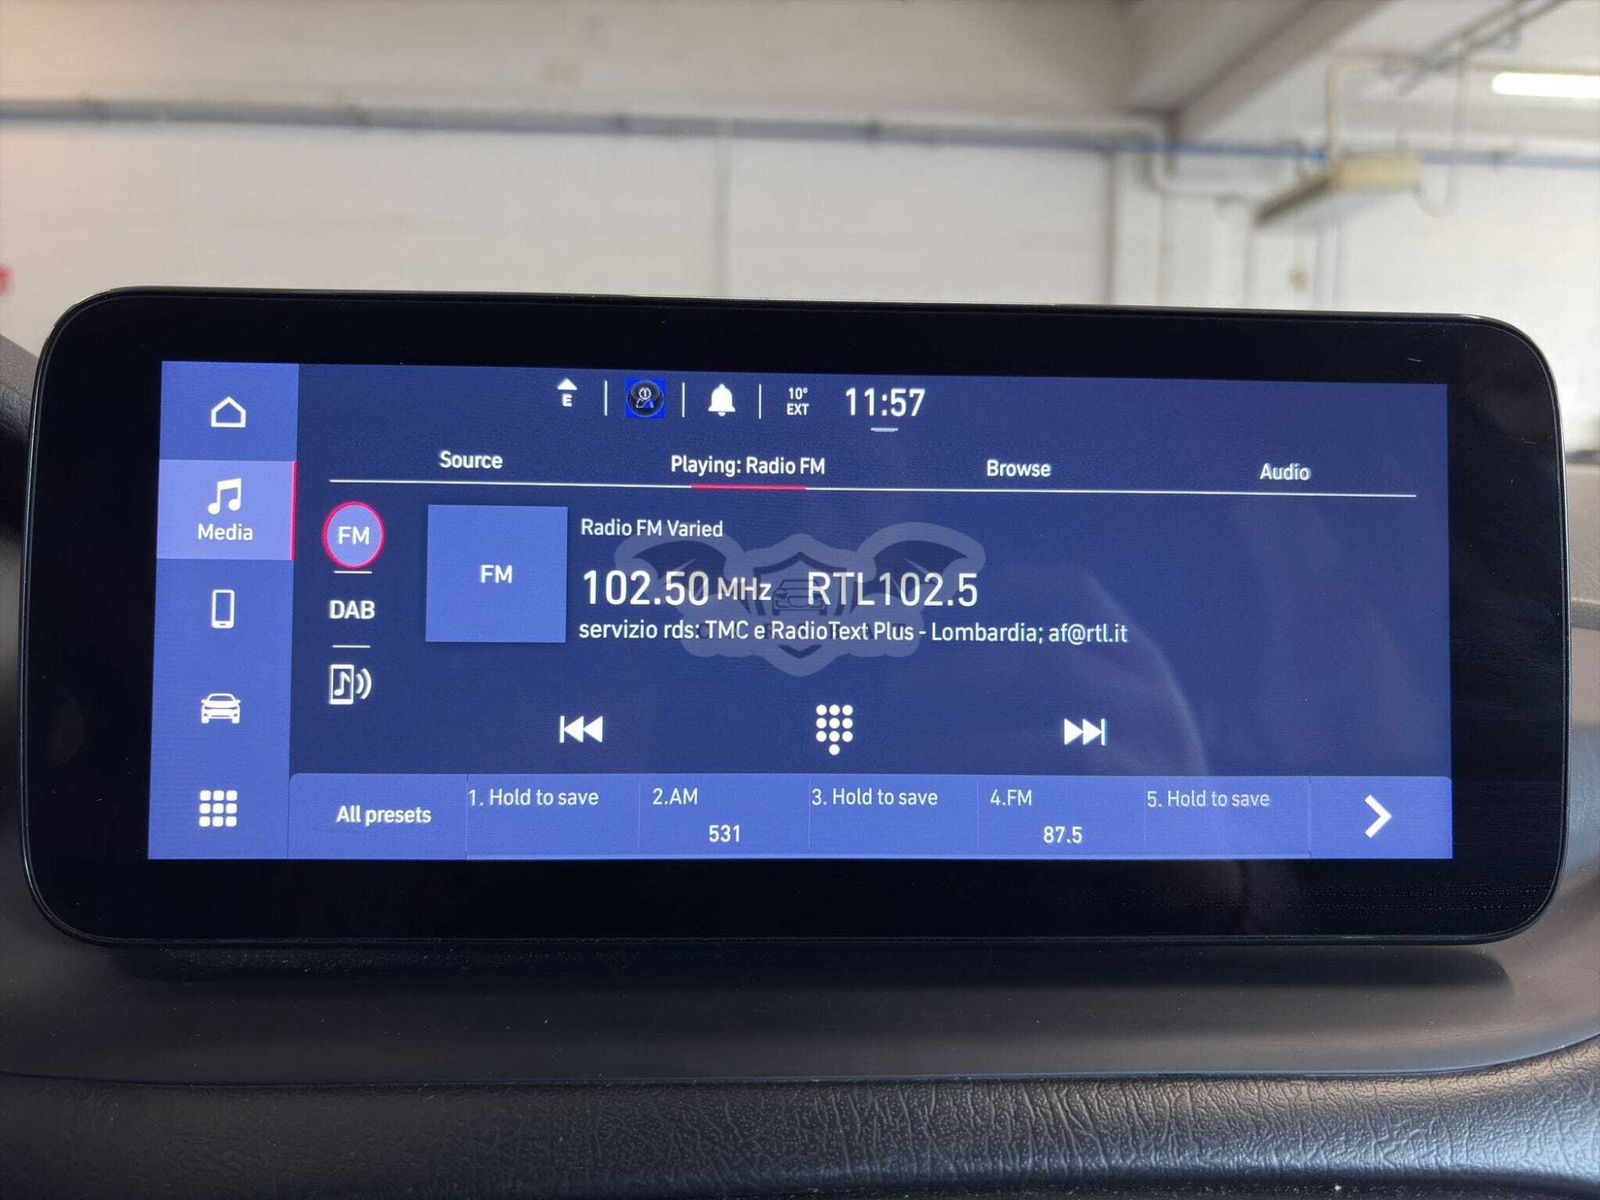 E
10°
EXT
11:57
Source
Playing: Radio FM
Browse
Audio
Media
FM
DAB
FM
Radio FM Varied
102.50 MHz RTL102.5
servizio rds: TMC e RadioText Plus - Lombardia; af@rtl.it
All presets
1. Hold to save
2.AM
531
3. Hold to save
4.FM
87.5
5. Hold to save